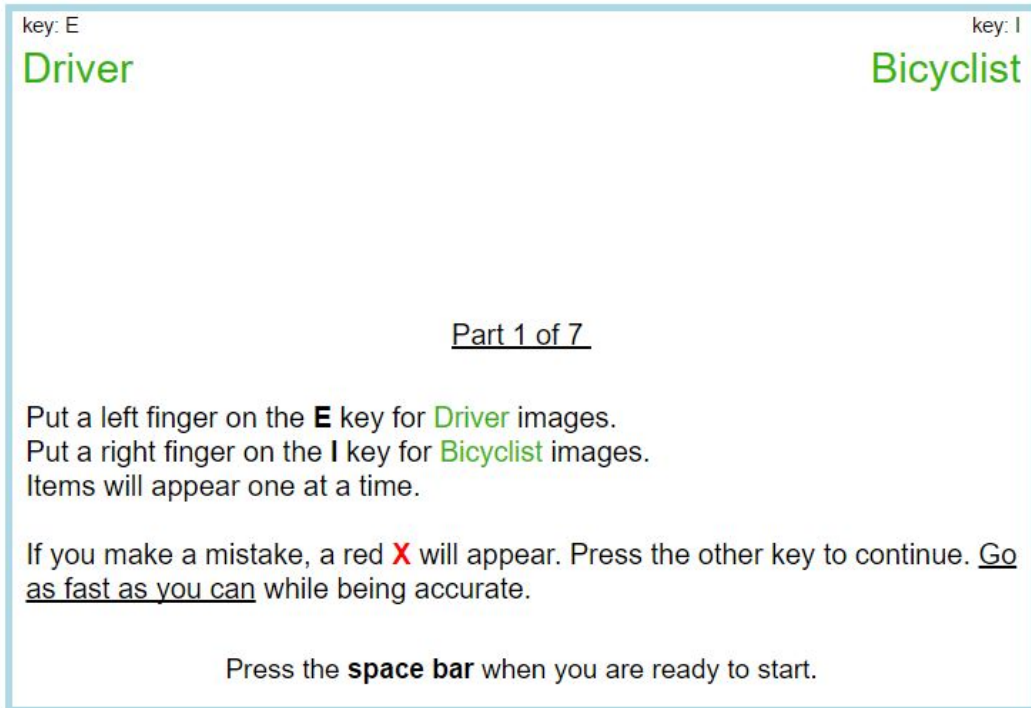 key: E
key: I
Driver
Bicyclist
Part 1 of 7
Put a left finger on the E key for Driver images.
Put a right finger on the I key for Bicyclist images.
Items will appear one at a time.
If you make a mistake, a red X will appear. Press the other key to continue. Go
as fast as you can while being accurate.
Press the space bar when you are ready to start.